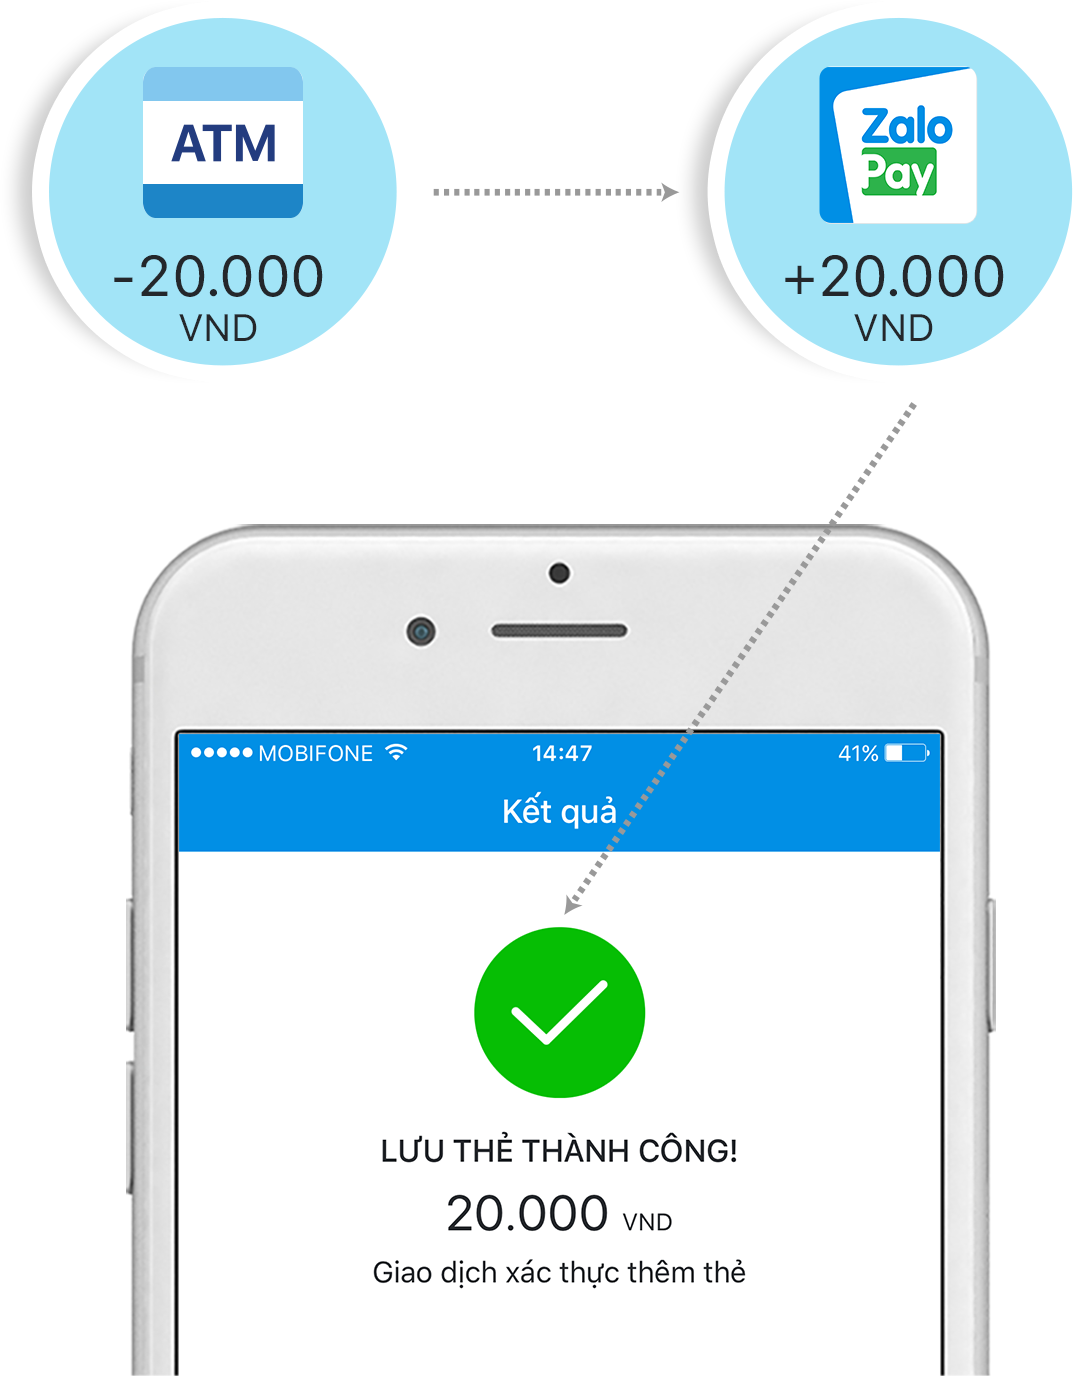 ATM
-20.000
VND
Zalo
Pay
+20.000
VND
MOBIFONE 14:47 41%
Kết quả
LƯU THẺ THÀNH CÔNG!
20.000 VND
Giao dịch xác thực thêm thẻ